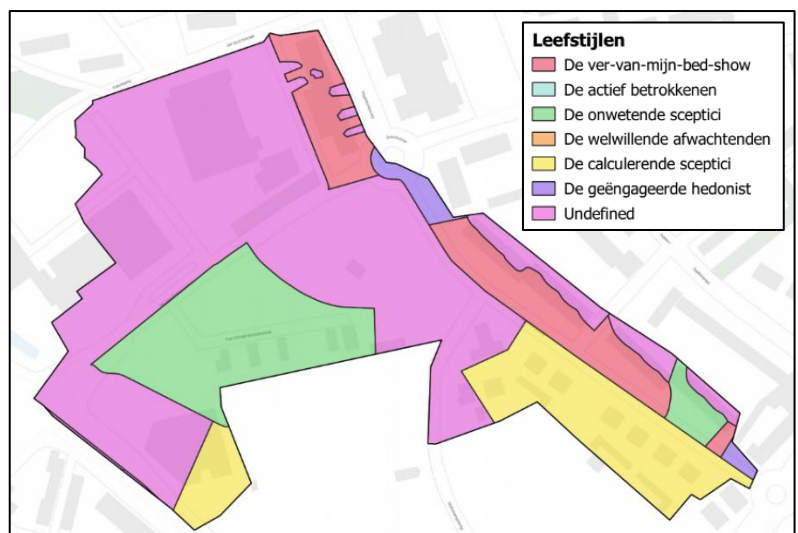 Leefstijlen
De ver-van-mijn-bed-show
De actief betrokkenen
De onwetende sceptici
De welwillende afwachtenden
De calculerende sceptici
De geëngageerde hedonist
Undefined